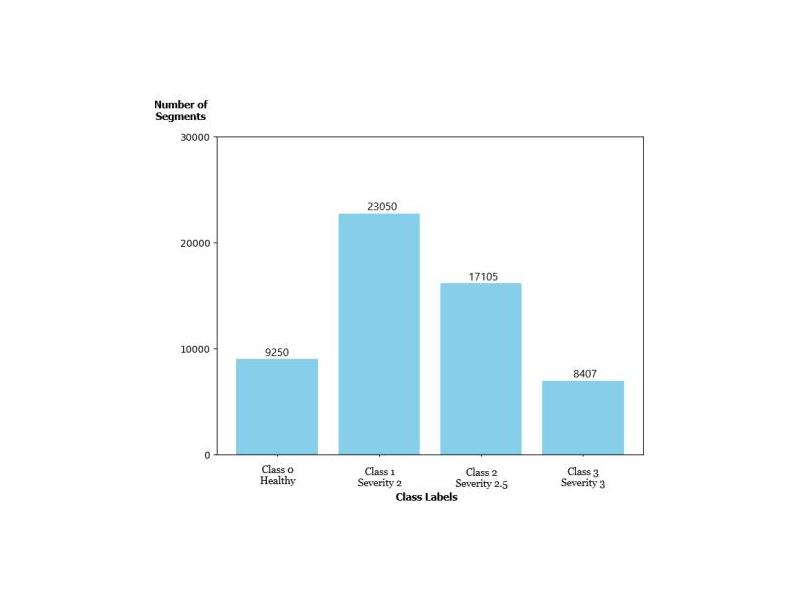 Number of
Segments
30000
20000
10000
0
23050
17105
9250
8407
Class 0
Healthy
Class 1
Severity 2
Class 2
Severity 2.5
Class 3
Severity 3
Class Labels